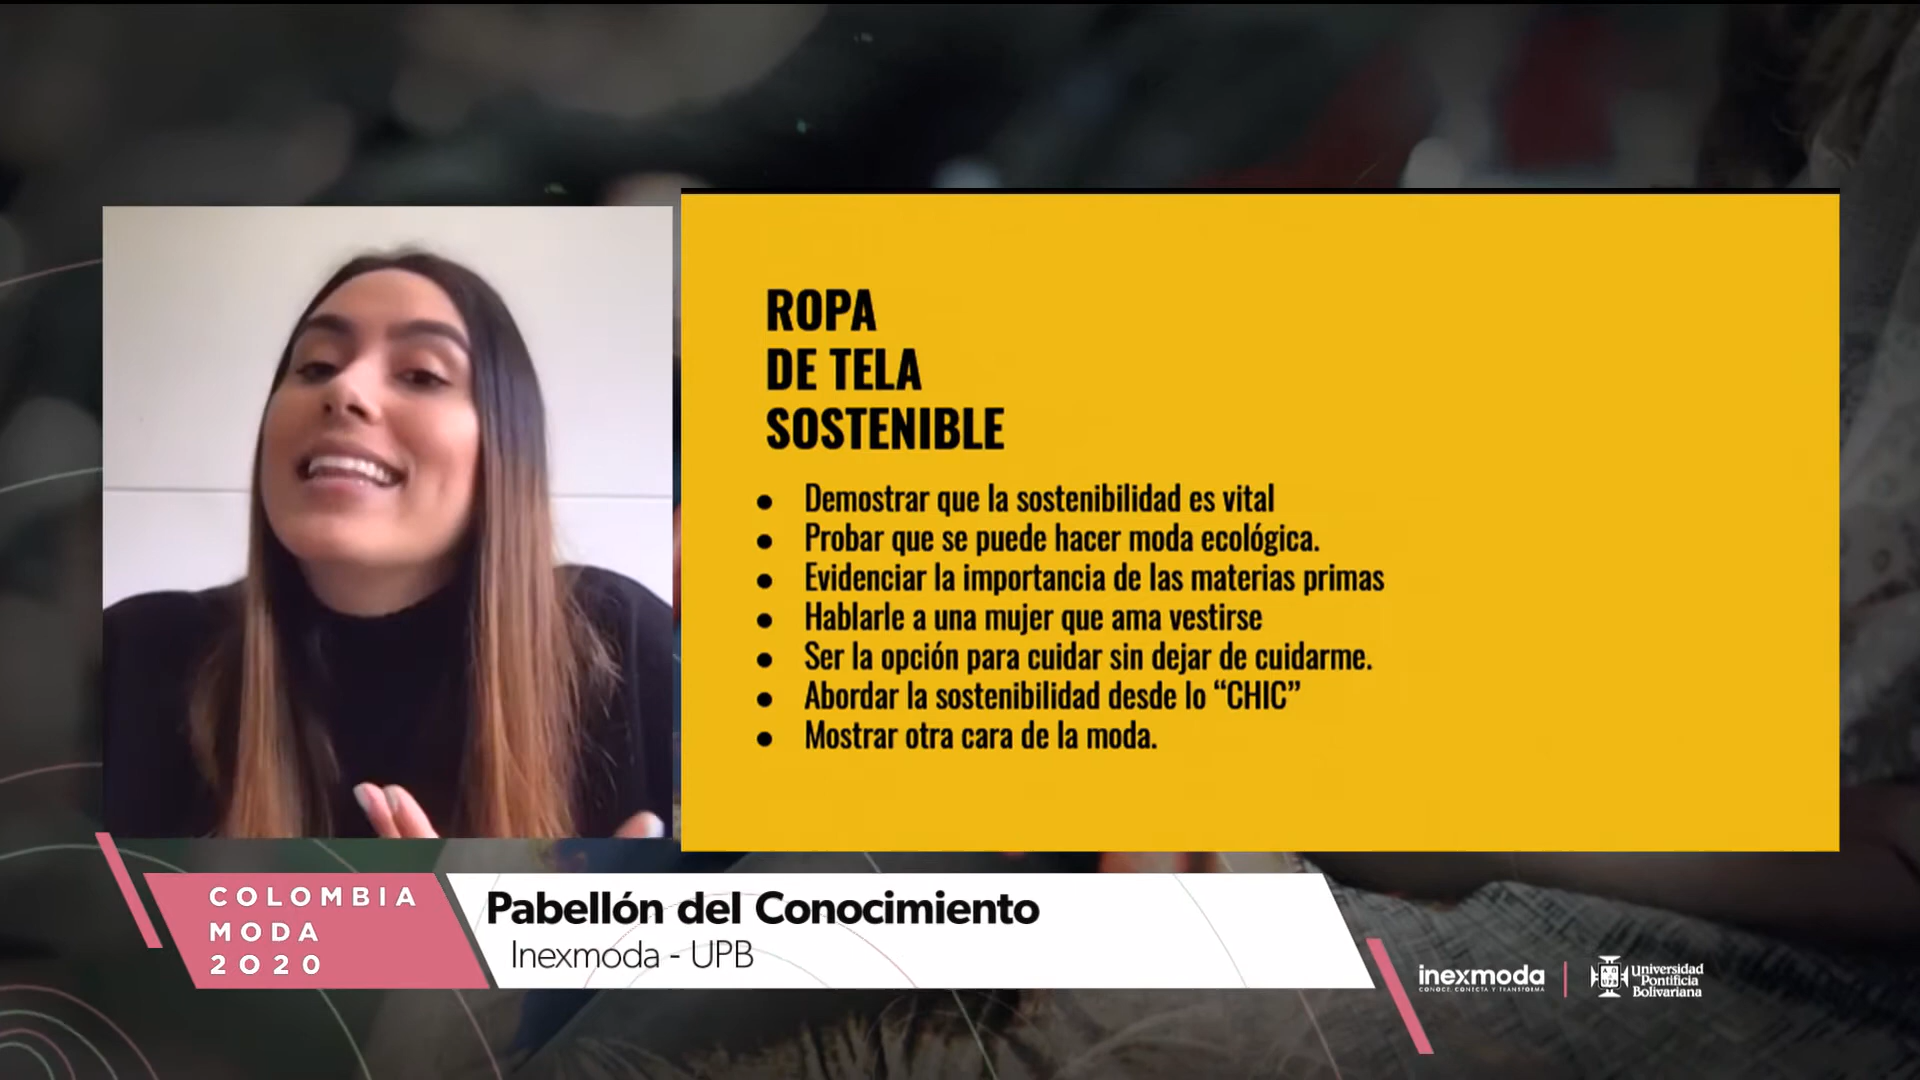 ROPA
DE TELA
SOSTENIBLE
● Demostrar que la sostenibilidad es vital
● Probar que se puede hacer moda ecológica.
● Evidenciar la importancia de las materias primas
● Hablarle a una mujer que ama vestirse
● Ser la opción para cuidar sin dejar de cuidarme.
● Abordar la sostenibilidad desde lo “CHIC”
● Mostrar otra cara de la moda.
COLOMBIA
MODA
2020
Pabellón del Conocimiento
Inexmoda - UPB
inexmoda
CONOCE, CONECTA Y TRANSFORMA
Universidad
Pontificia
Bolivariana